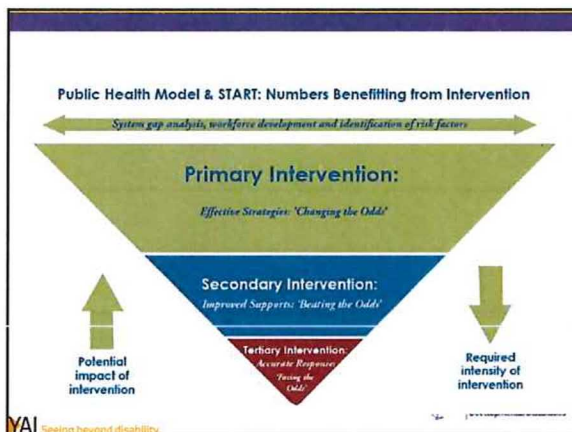 Public Health Model & START: Numbers Benefitting from Intervention
System gap analysis, workforce development and identification of risk factors
Primary Intervention:
Effective Strategies: 'Changing the Odds'
Secondary Intervention:
Improved Supports: 'Beating the Odds'
Tertiary Intervention:
Accurate Response:
'Facing the
Odds'
Potential
impact of
intervention
Required
intensity of
intervention
YAI Seeing beyond disability